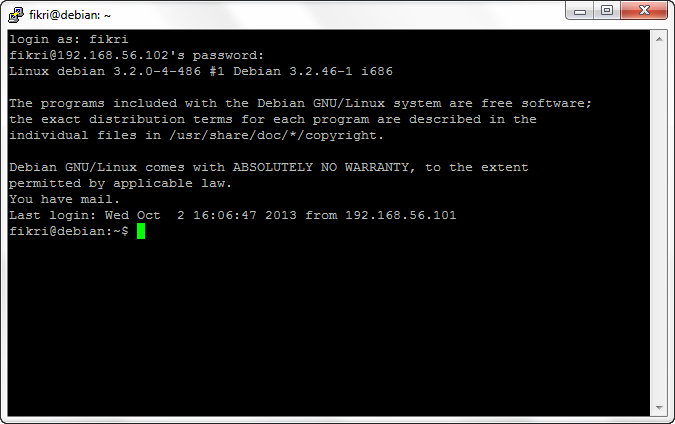 fikri@debian: ~
login as: fikri
fikri@192.168.56.102's password:
Linux debian 3.2.0-4-486 #1 Debian 3.2.46-1 i686
The programs included with the Debian GNU/Linux system are free software;
the exact distribution terms for each program are described in the
individual files in /usr/share/doc/*/copyright.
Debian GNU/Linux comes with ABSOLUTELY NO WARRANTY, to the extent
permitted by applicable law.
You have mail.
Last login: Wed Oct  2 16:06:47 2013 from 192.168.56.101
fikri@debian:~$